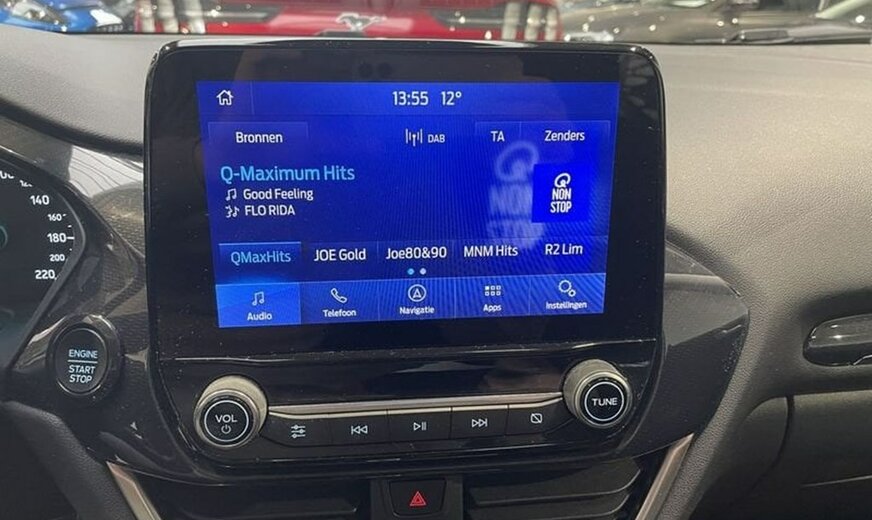 13:55 12°
Bronnen DAB TA Zenders
Q-Maximum Hits
Good Feeling
FLO RIDA
Q
NON
STOP
QMaxHits JOE Gold Joe80&90 MNM Hits R2 Lim
Audio Telefoon Navigatie Apps Instellingen
140
160
180
200
220
ENGINE
START
STOP
VOL
TUNE